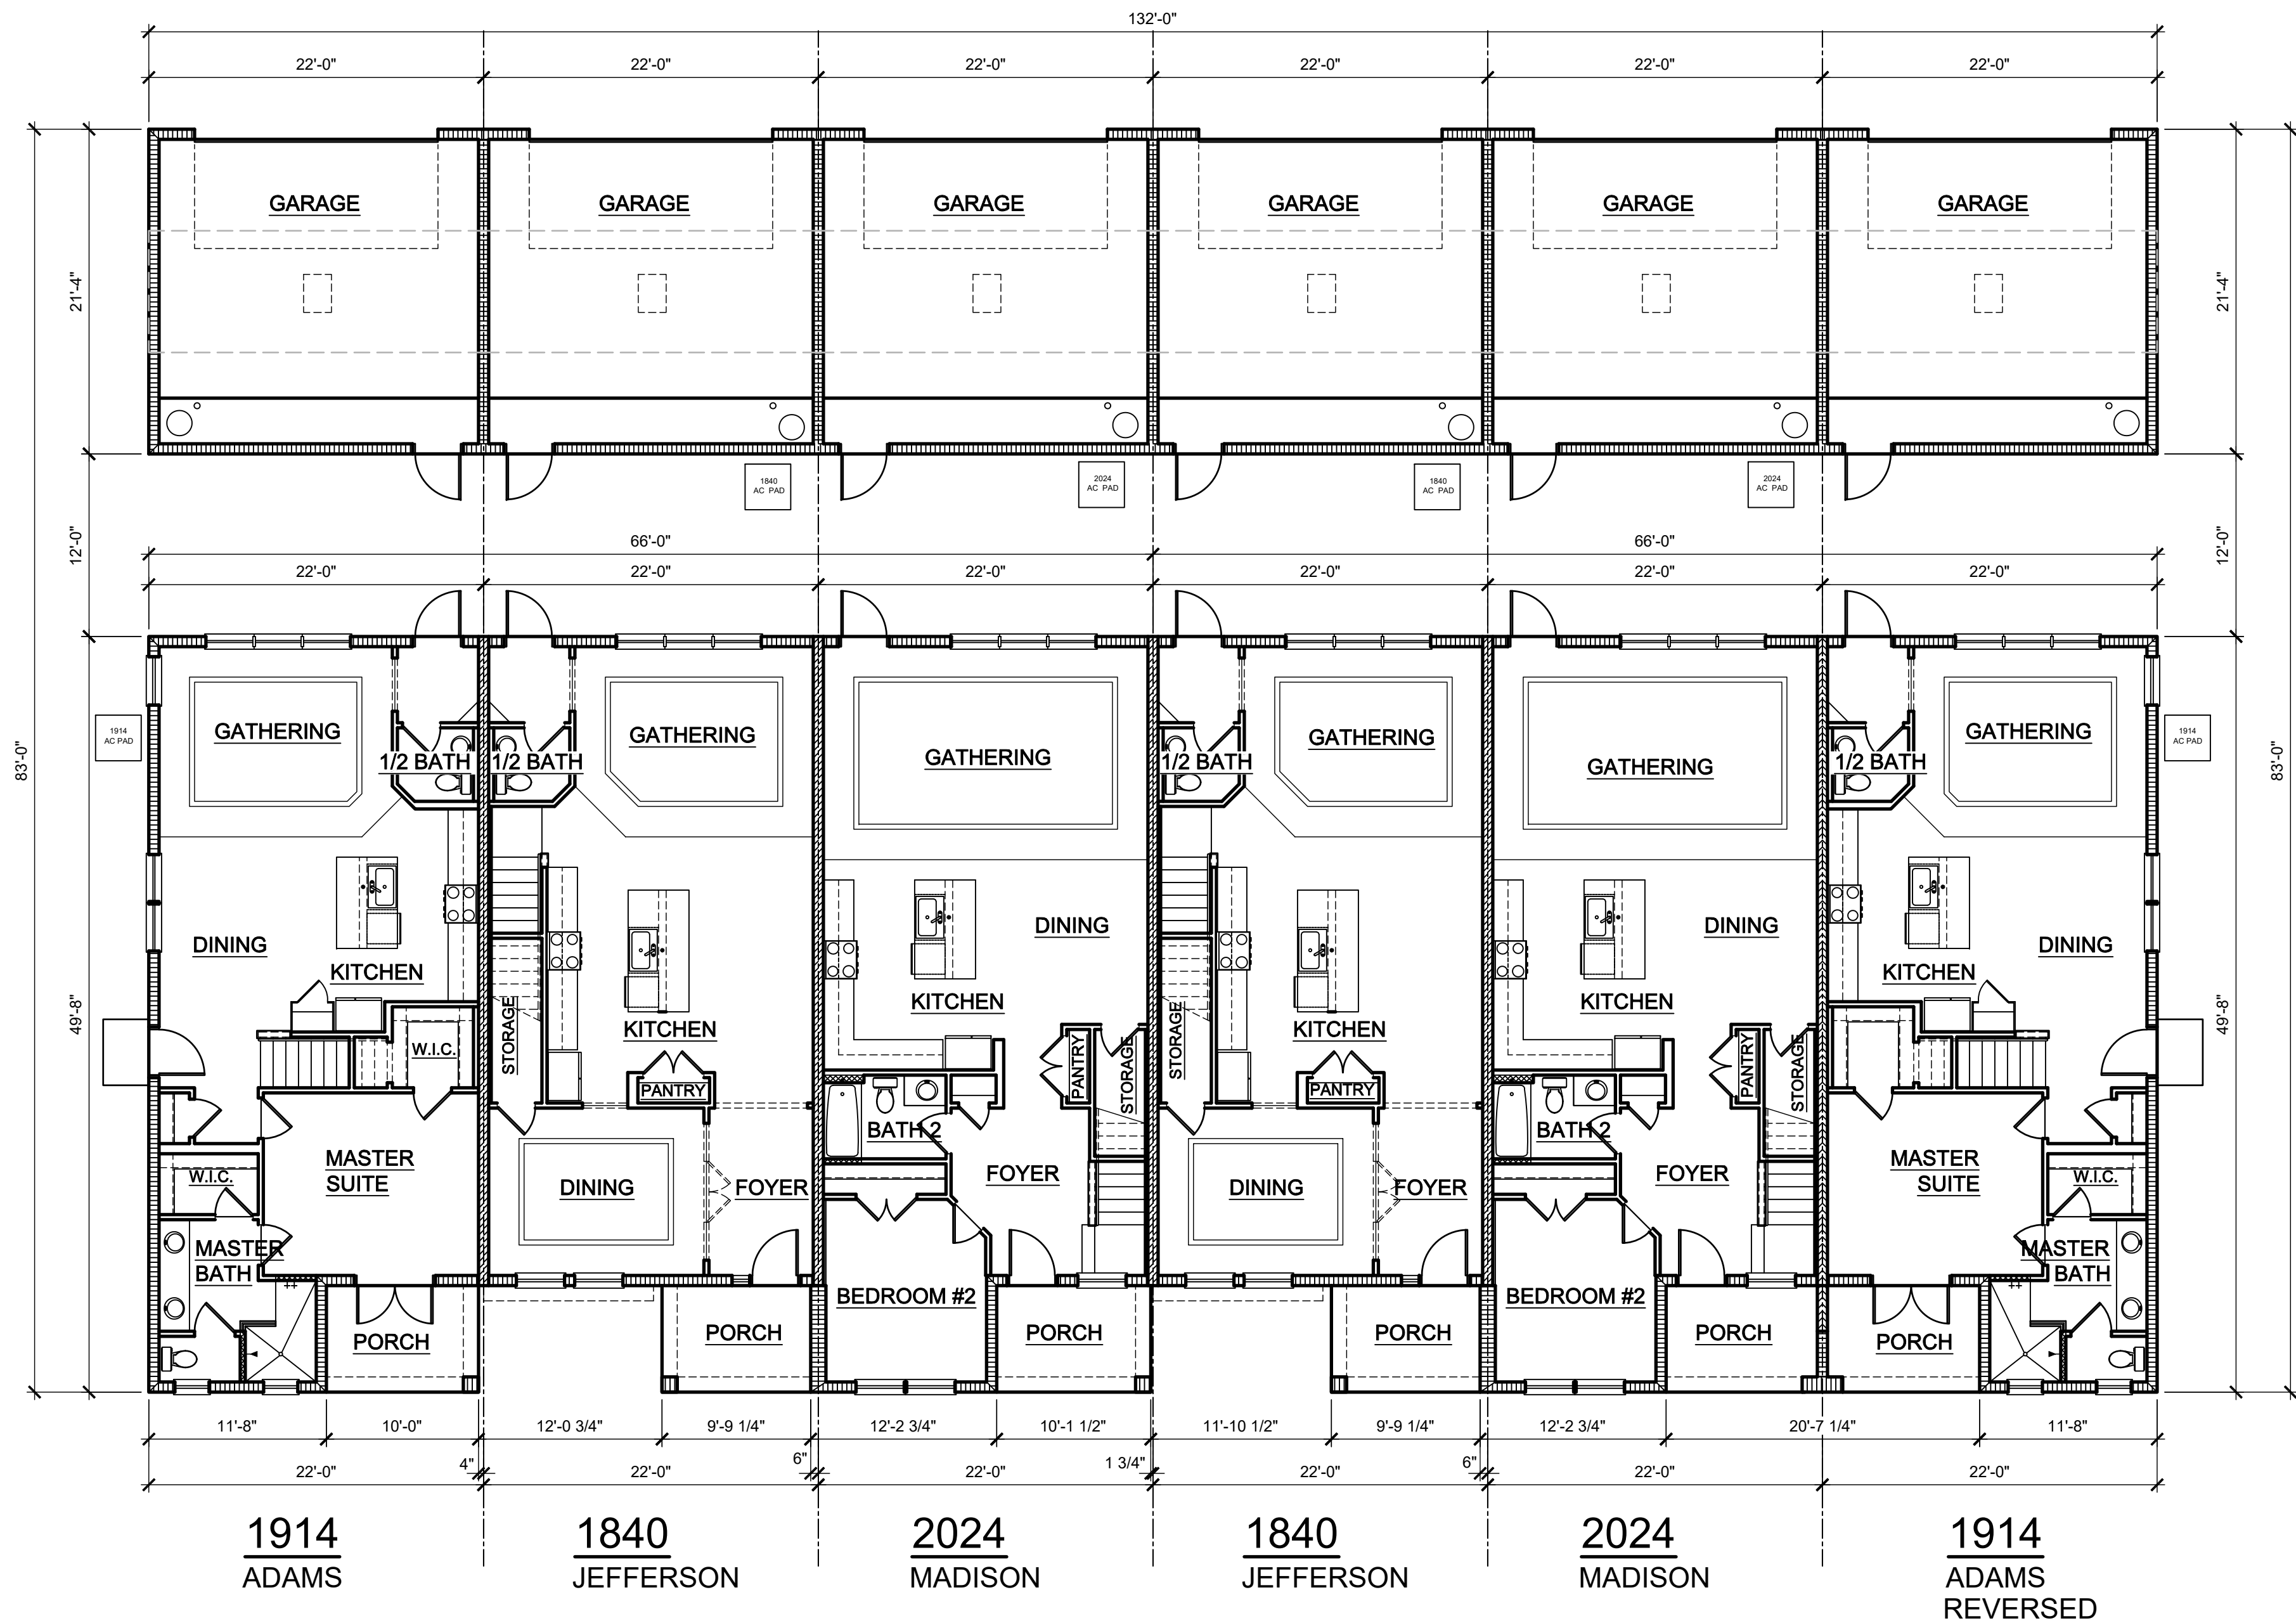 132'-0"
22'-0" 22'-0" 22'-0" 22'-0" 22'-0" 22'-0"
GARAGE GARAGE GARAGE GARAGE GARAGE GARAGE
21'-4" 21'-4"
1840 2024 1840 2024
AC PAD AC PAD AC PAD AC PAD
12'-0" 12'-0"
66'-0" 66'-0"
22'-0" 22'-0" 22'-0" 22'-0" 22'-0" 22'-0"
83'-0" 83'-0"
1914 1914
AC PAD AC PAD
GATHERING GATHERING GATHERING GATHERING GATHERING GATHERING
1/2 BATH 1/2 BATH 1/2 BATH 1/2 BATH
DINING DINING DINING DINING
KITCHEN KITCHEN KITCHEN KITCHEN KITCHEN KITCHEN
49'-8" 49'-8"
STORAGE STORAGE STORAGE STORAGE
W.I.C.
PANTRY PANTRY PANTRY PANTRY
BATH 2 BATH 2
MASTER MASTER
SUITE SUITE
W.I.C. W.I.C.
DINING FOYER FOYER DINING FOYER FOYER
MASTER MASTER
BATH BATH
BEDROOM #2 BEDROOM #2
PORCH PORCH PORCH PORCH PORCH PORCH
11'-8" 10'-0" 12'-0 3/4" 9'-9 1/4" 12'-2 3/4" 10'-1 1/2" 11'-10 1/2" 9'-9 1/4" 12'-2 3/4" 20'-7 1/4" 11'-8"
4" 6" 1 3/4" 6"
22'-0" 22'-0" 22'-0" 22'-0" 22'-0" 22'-0"
1914 1840 2024 1840 2024 1914
ADAMS JEFFERSON MADISON JEFFERSON MADISON ADAMS
REVERSED